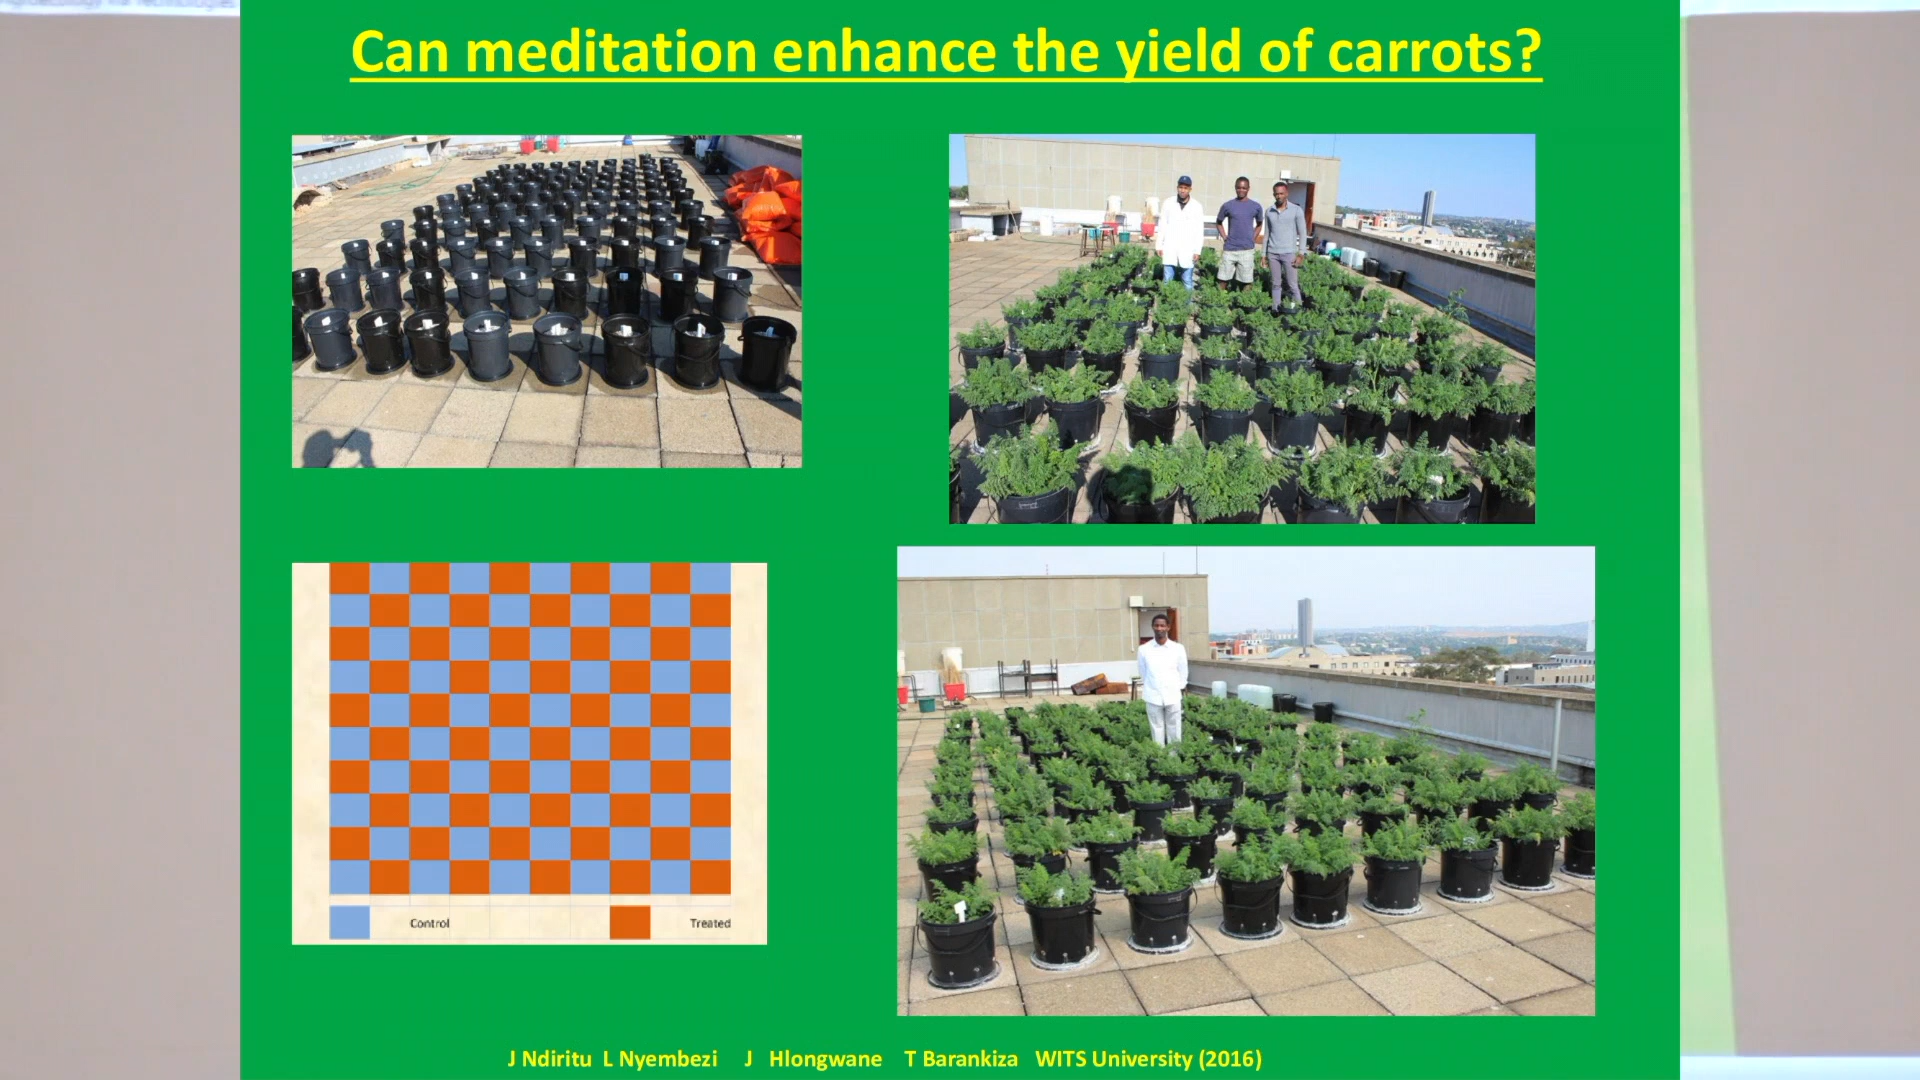 Can meditation enhance the yield of carrots?
Control Treated
J Ndiritu L Nyembezi J Hlongwane T Barankiza WITS University (2016)